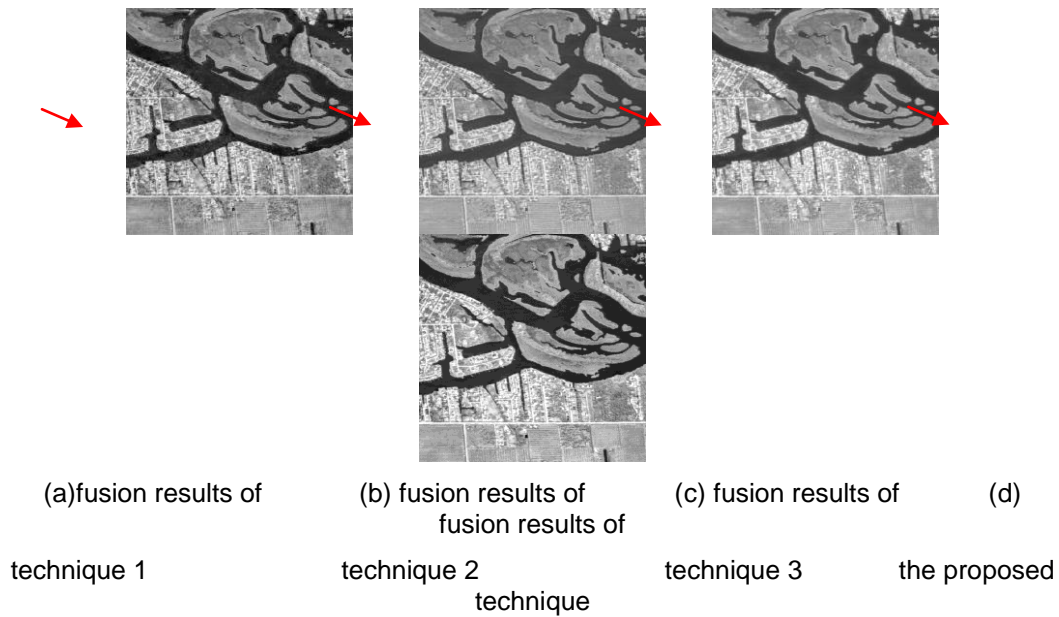 (a)fusion results of (b) fusion results of (c) fusion results of (d)
fusion results of
technique 1 technique 2 technique 3 the proposed
technique